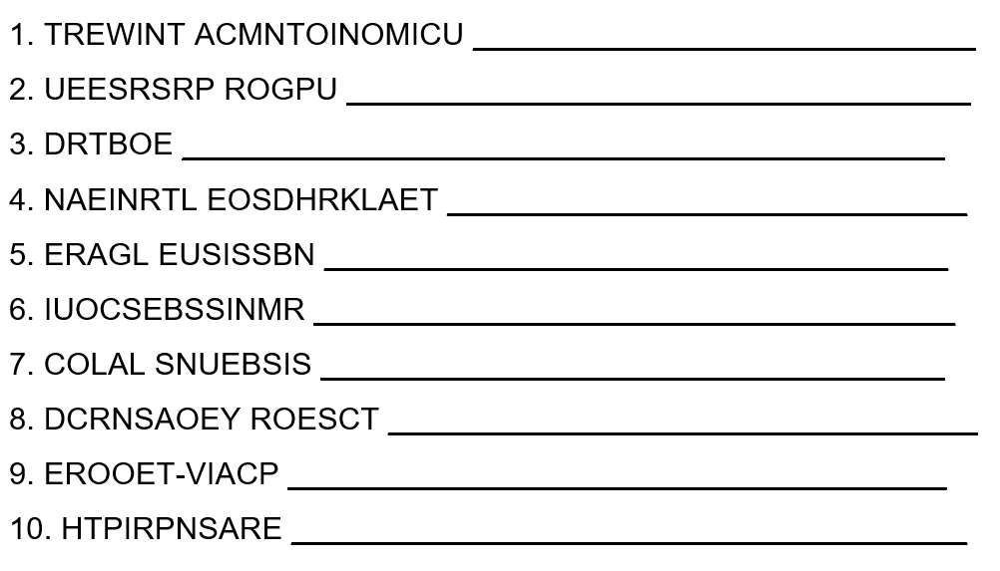 1. TREWINT ACMNTOINOMICU
2. UEESRSRP ROGPU
3. DRTBOE
4. NAEINRTL EOSDHRKLAET
5. ERAGL EUSISSBN
6. IUOCSEBSSINMR
7. COLAL SNUEBSIS
8. DCRNSAOEY ROESCT
9. EROOET-VIACP
10. HTPIRPNSARE